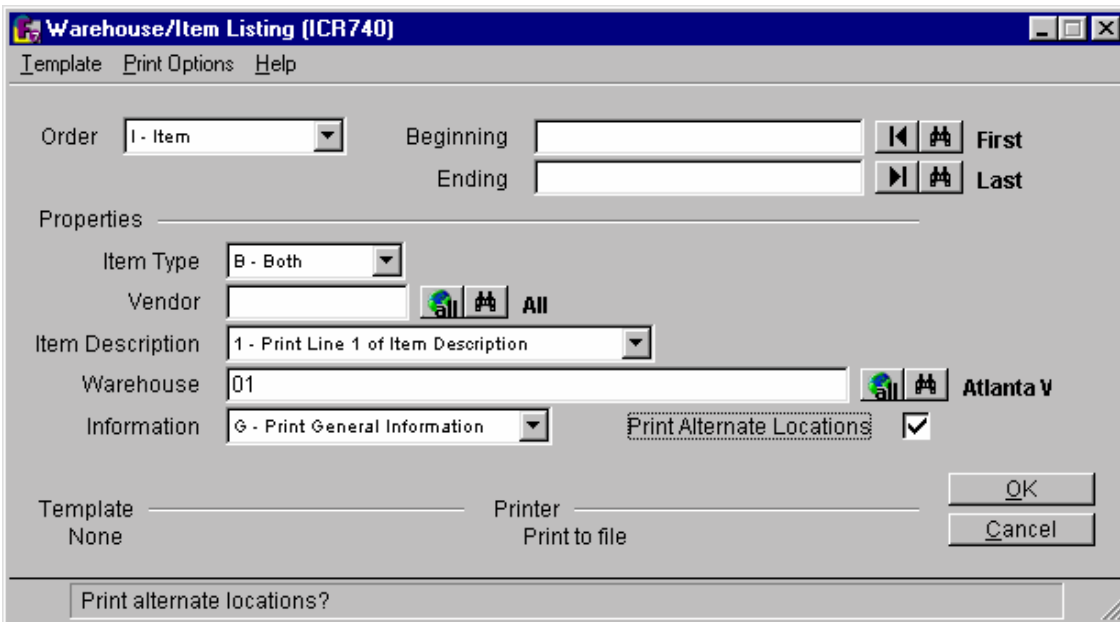 Warehouse/Item Listing (ICR740)
Template Print Options Help
Order I - Item Beginning First
Ending Last
Properties
Item Type B - Both
Vendor all All
Item Description 1 - Print Line 1 of Item Description
Warehouse 01 all Atlanta W
Information G - Print General Information Print Alternate Locations
OK
Template Printer
None Print to file
Cancel
Print alternate locations?